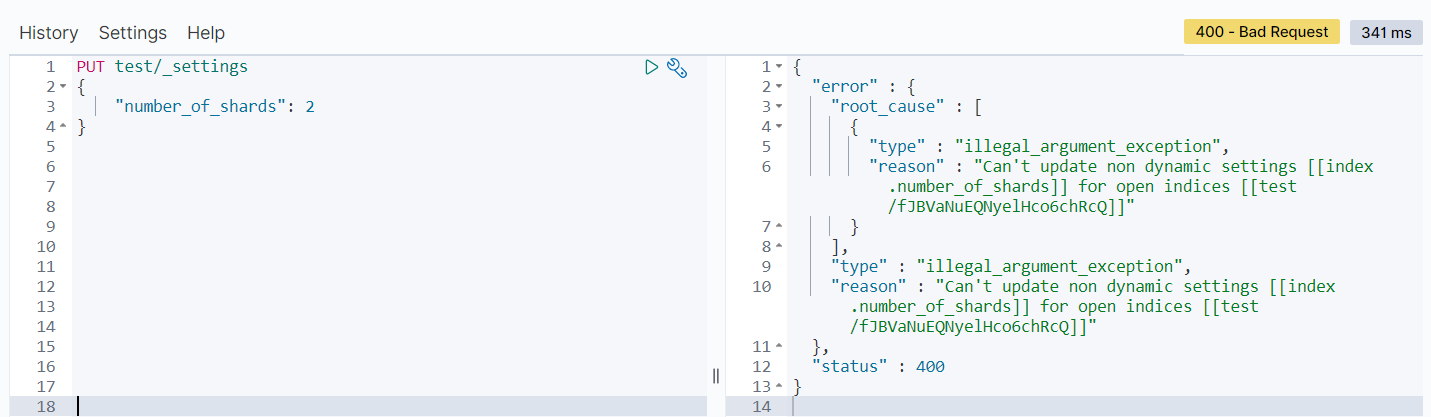 History Settings Help 400 - Bad Request 341 ms
1 PUT test/_settings
2 {
3 "number_of_shards": 2
4 }
5
6
7
8
9
10
11
12
13
14
15
16
17
18
1 {
2 "error" : {
3 "root_cause" : [
4 {
5 "type" : "illegal_argument_exception",
6 "reason" : "Can't update non dynamic settings [[index
.number_of_shards]] for open indices [[test
/fJBVaNuEQNyelHco6chRcQ]]"
7 }
8 ],
9 "type" : "illegal_argument_exception",
10 "reason" : "Can't update non dynamic settings [[index
.number_of_shards]] for open indices [[test
/fJBVaNuEQNyelHco6chRcQ]]"
11 },
12 "status" : 400
13 }
14